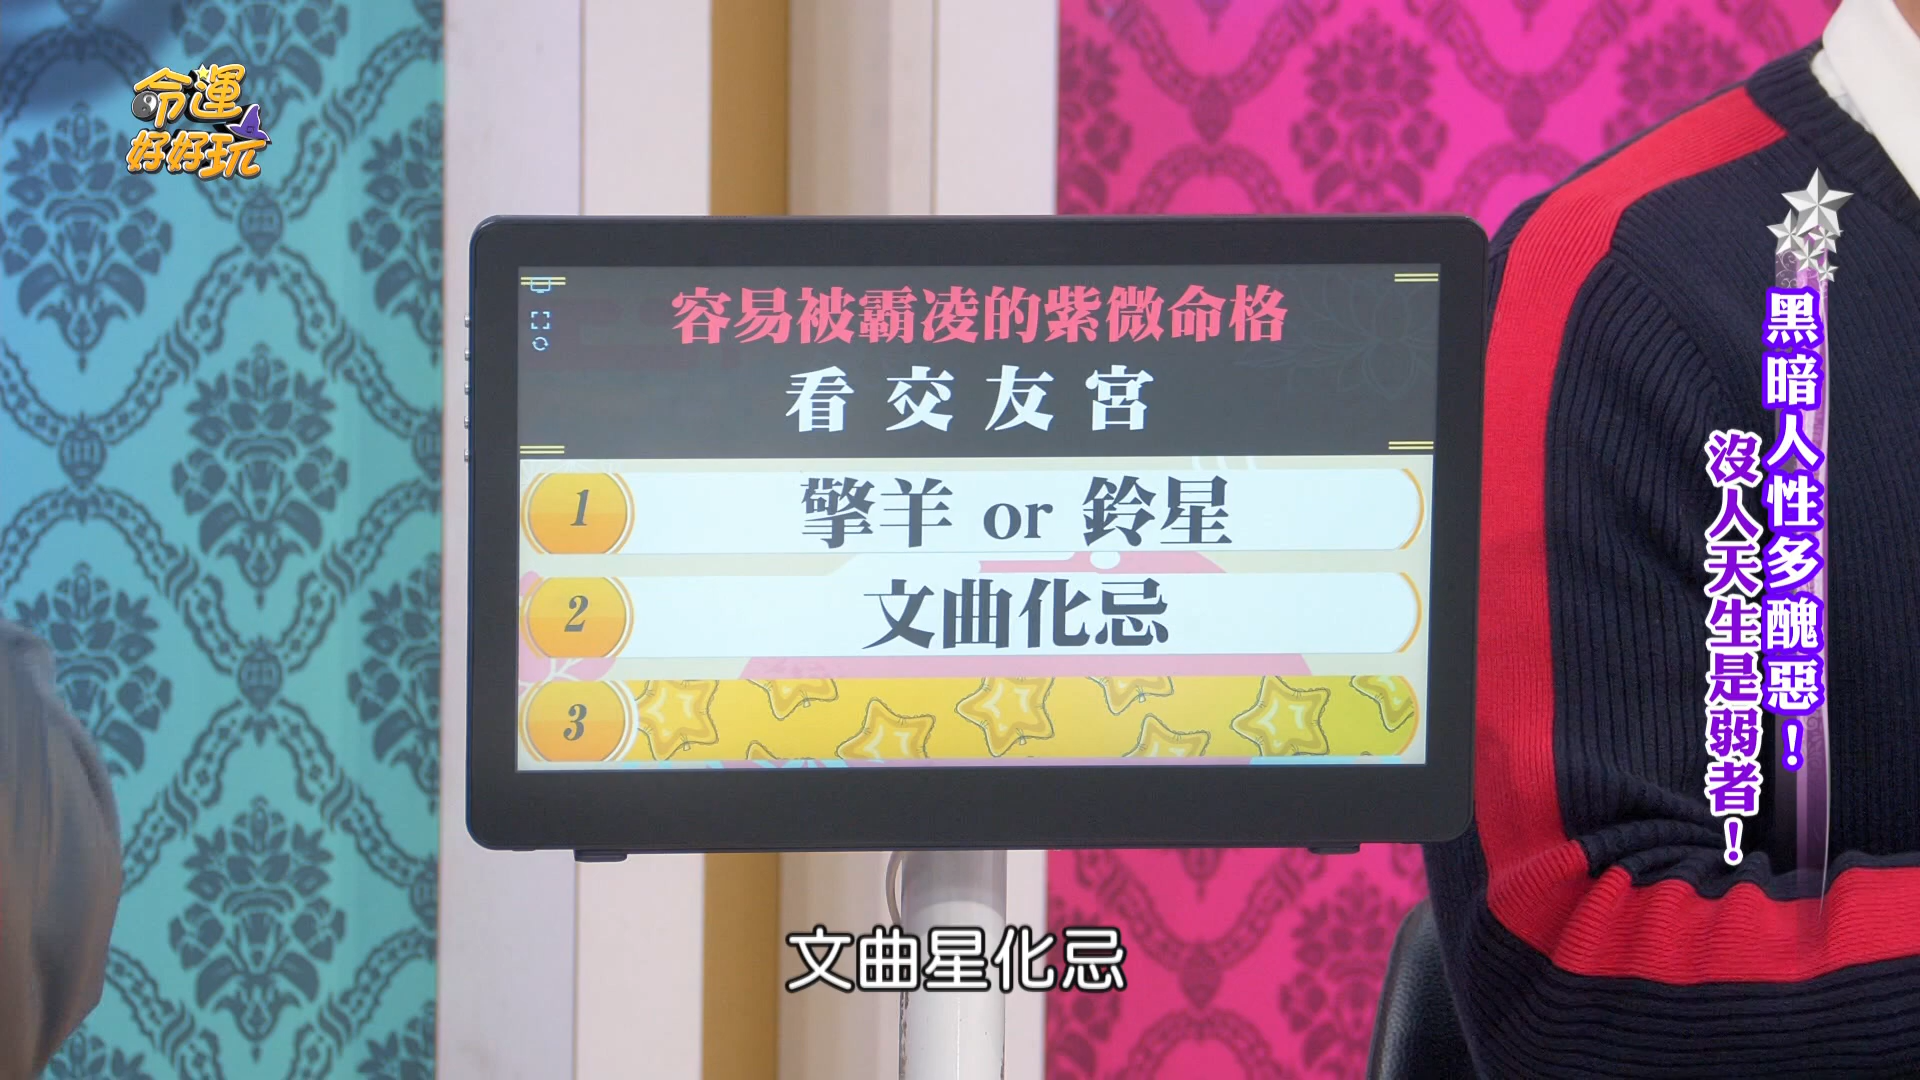 命運
好好玩
容易被霸凌的紫微命格
看交友宮
1 擎羊 or 鈴星
2 文曲化忌
3
黑暗人性多醜惡！
沒人天生是弱者！
文曲星化忌